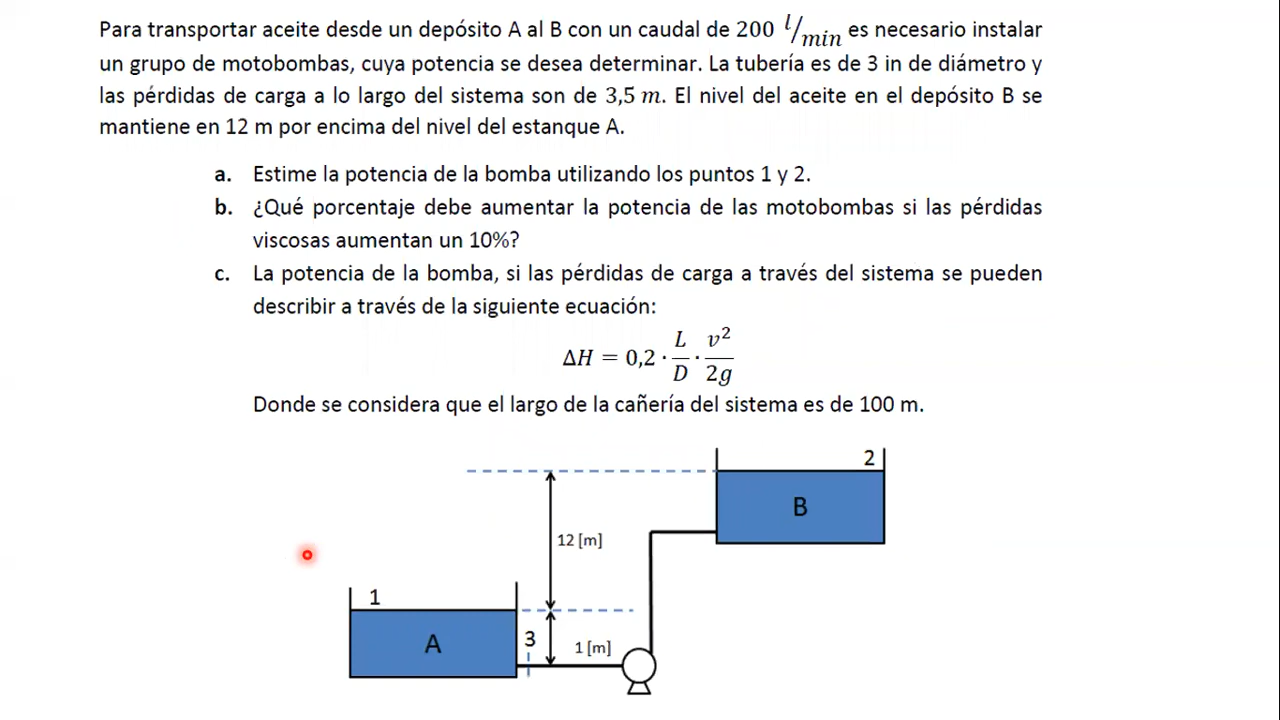 Para transportar aceite desde un depósito A al B con un caudal de 200 l/min es necesario instalar
un grupo de motobombas, cuya potencia se desea determinar. La tubería es de 3 in de diámetro y
las pérdidas de carga a lo largo del sistema son de 3,5 m. El nivel del aceite en el depósito B se
mantiene en 12 m por encima del nivel del estanque A.
a. Estime la potencia de la bomba utilizando los puntos 1 y 2.
b. ¿Qué porcentaje debe aumentar la potencia de las motobombas si las pérdidas
viscosas aumentan un 10%?
c. La potencia de la bomba, si las pérdidas de carga a través del sistema se pueden
describir a través de la siguiente ecuación:
ΔH = 0,2 · L/D · v²/2g
Donde se considera que el largo de la cañería del sistema es de 100 m.
2
B
12 [m]
1
A
3
1 [m]